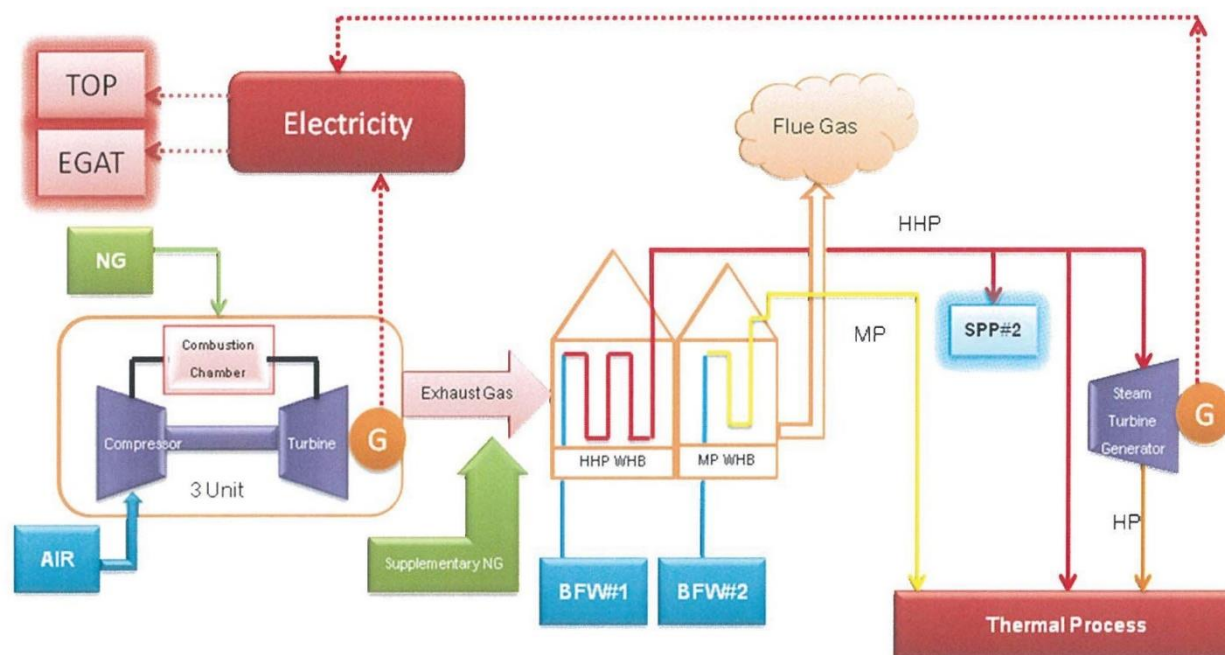 TOP
EGAT
Electricity
Flue Gas
NG
HHP
Combustion
Chamber
MP
SPP#2
Exhaust Gas
Compressor
Turbine
G
3 Unit
HHP WHB
MP WHB
Steam
Turbine
Generator
G
HP
AIR
Supplementary NG
BFW#1
BFW#2
Thermal Process